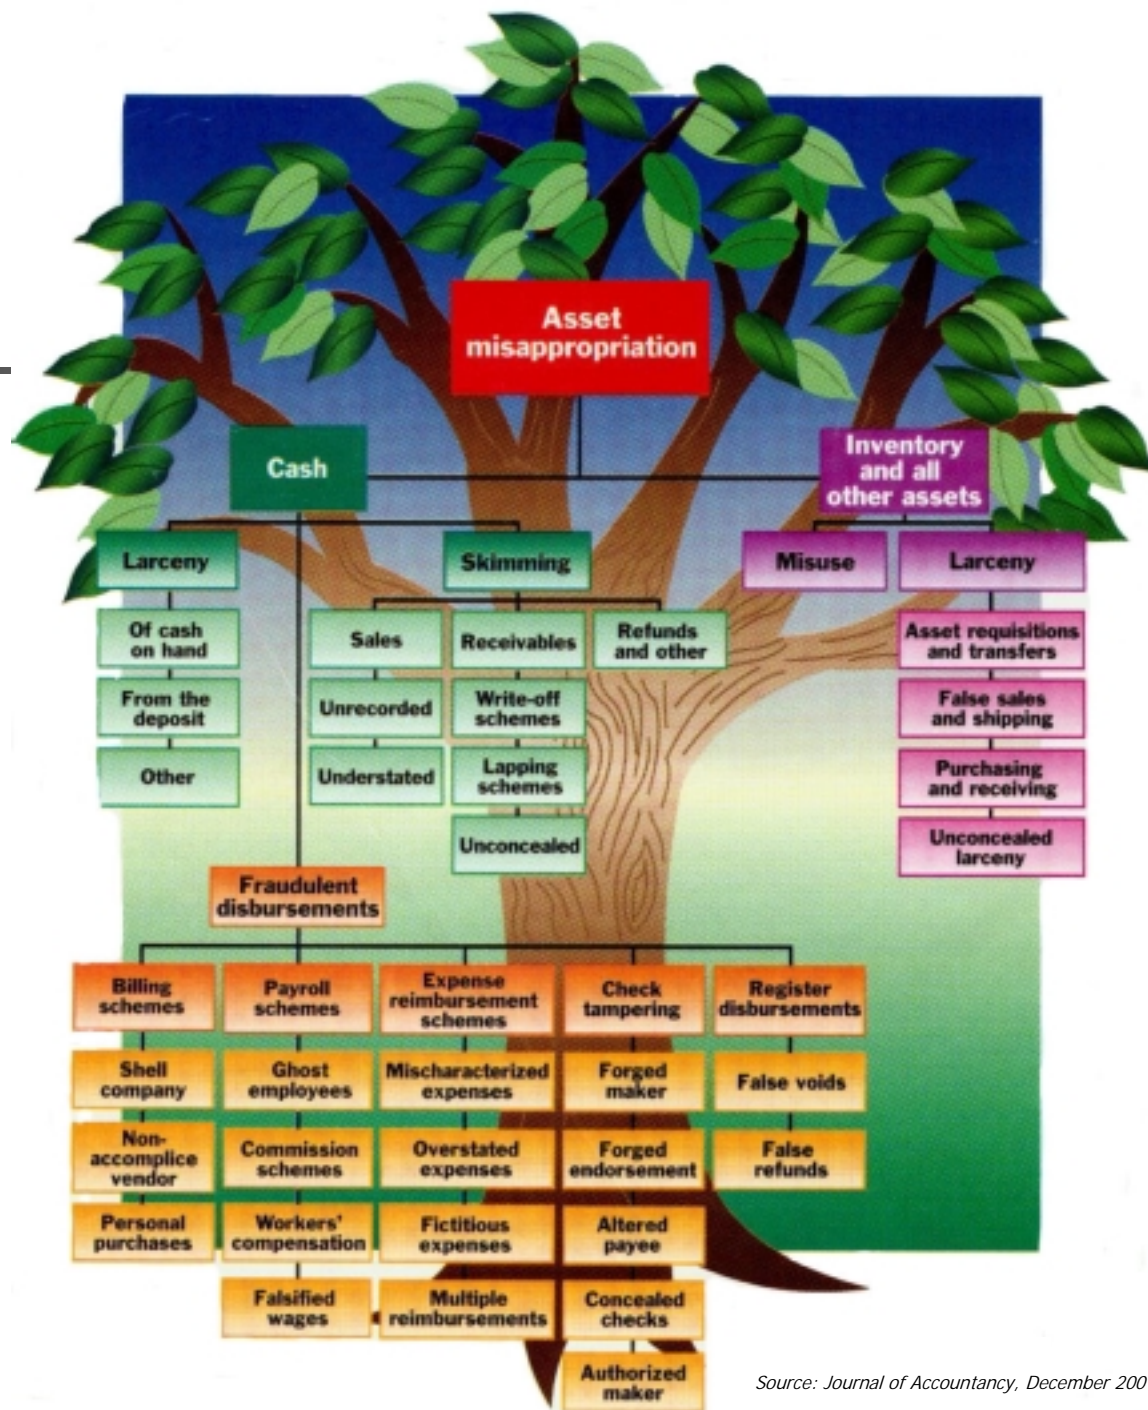 Asset
misappropriation
Cash
Inventory
and all
other assets
Larceny
Skimming
Misuse
Larceny
Of cash
on hand
From the
deposit
Other
Sales
Unrecorded
Understated
Receivables
Write-off
schemes
Lapping
schemes
Unconcealed
Refunds
and other
Asset requisitions
and transfers
False sales
and shipping
Purchasing
and receiving
Unconcealed
larceny
Fraudulent
disbursements
Billing
schemes
Shell
company
Non-
accomplice
vendor
Personal
purchases
Payroll
schemes
Ghost
employees
Commission
schemes
Workers'
compensation
Falsified
wages
Expense
reimbursement
schemes
Mischaracterized
expenses
Overstated
expenses
Fictitious
expenses
Multiple
reimbursements
Check
tampering
Forged
maker
Forged
endorsement
Altered
payee
Concealed
checks
Authorized
maker
Register
disbursements
False voids
False
refunds
Source: Journal of Accountancy, December 200